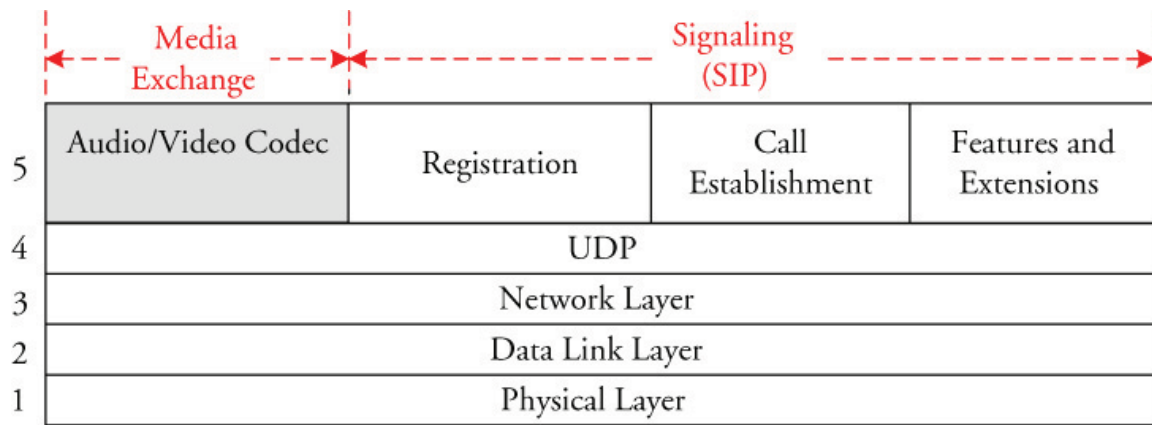 Media
Exchange
Signaling
(SIP)
5
Audio/Video Codec
Registration
Call
Establishment
Features and
Extensions
4
UDP
3
Network Layer
2
Data Link Layer
1
Physical Layer